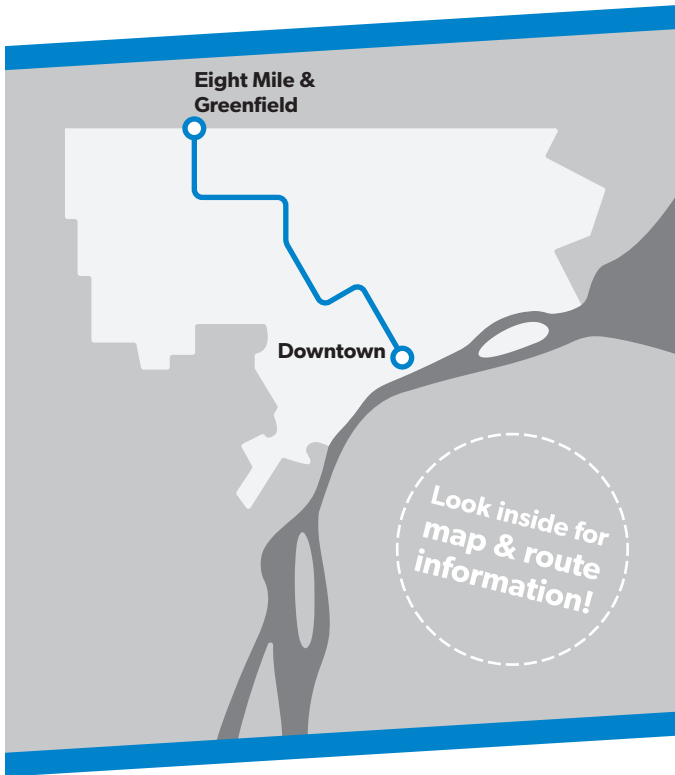 Eight Mile &
Greenfield
Downtown
Look inside for
map & route
information!